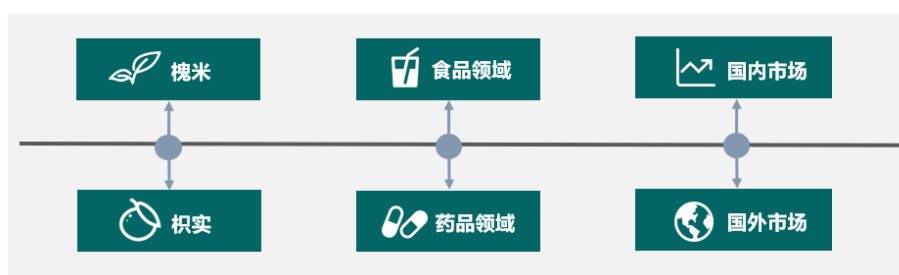 槐米
食品领域
国内市场
枳实
药品领域
国外市场